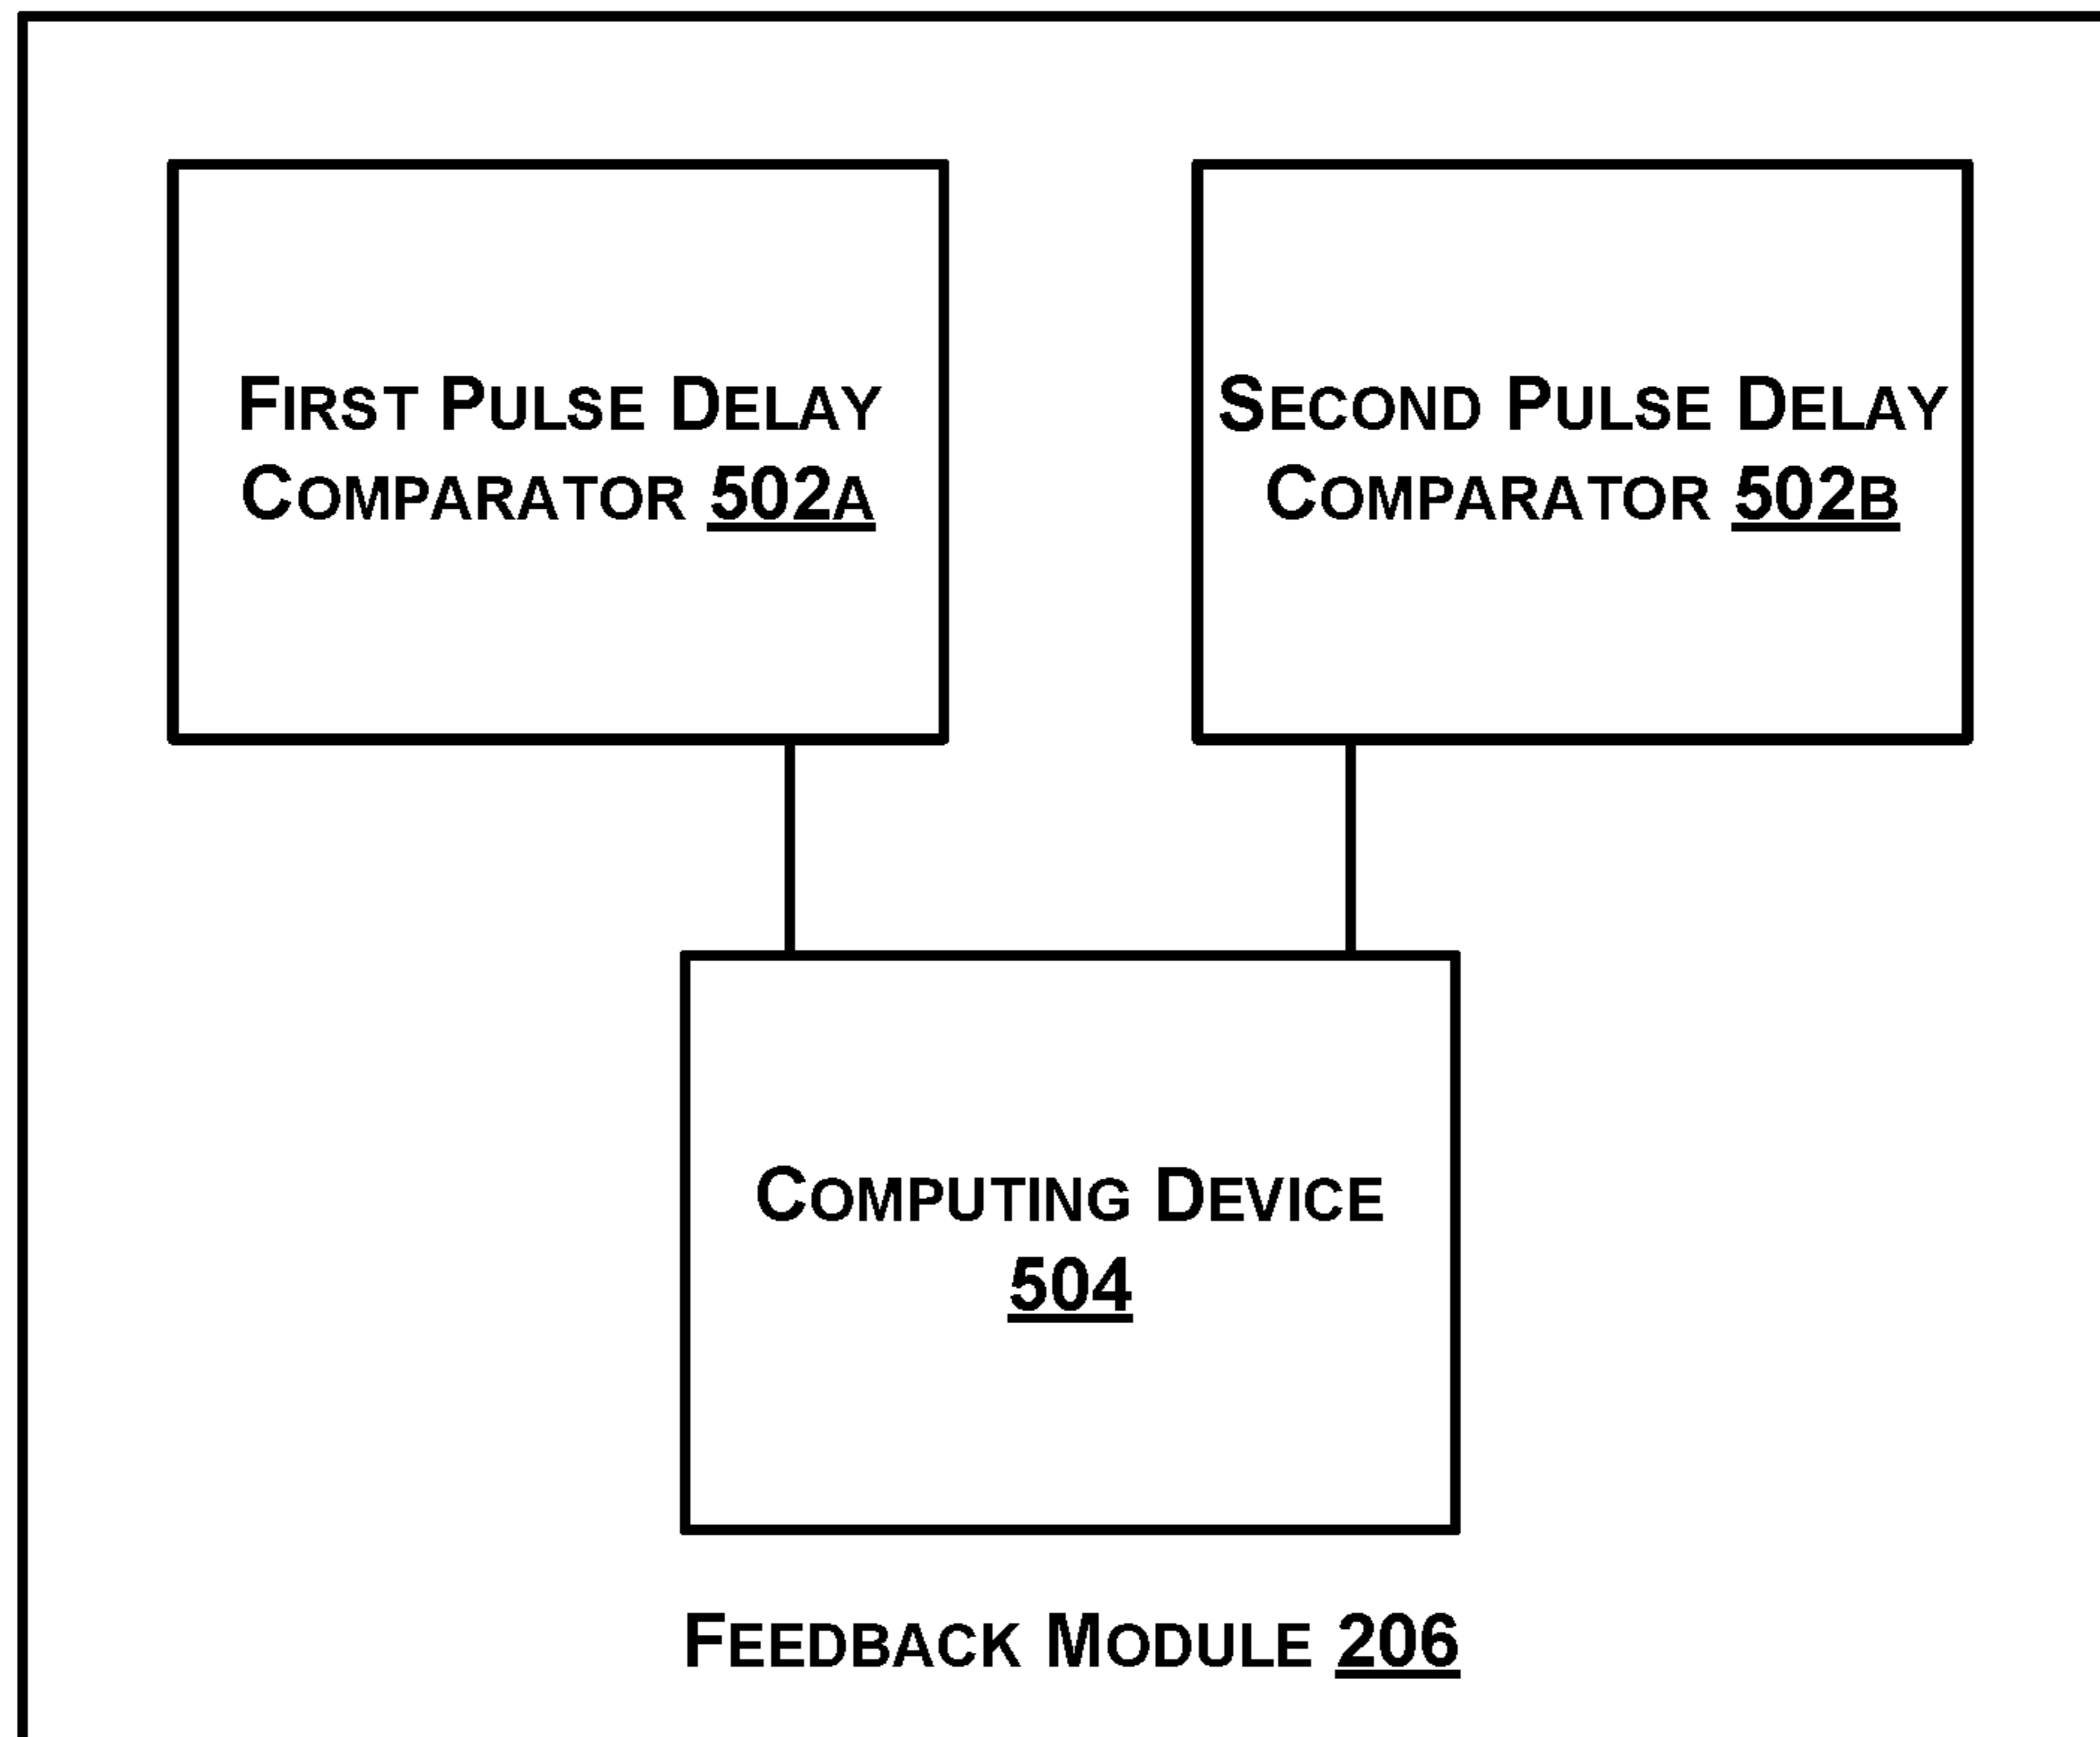 FIRST PULSE DELAY
COMPARATOR 502A
SECOND PULSE DELAY
COMPARATOR 502B
COMPUTING DEVICE
504
FEEDBACK MODULE 206